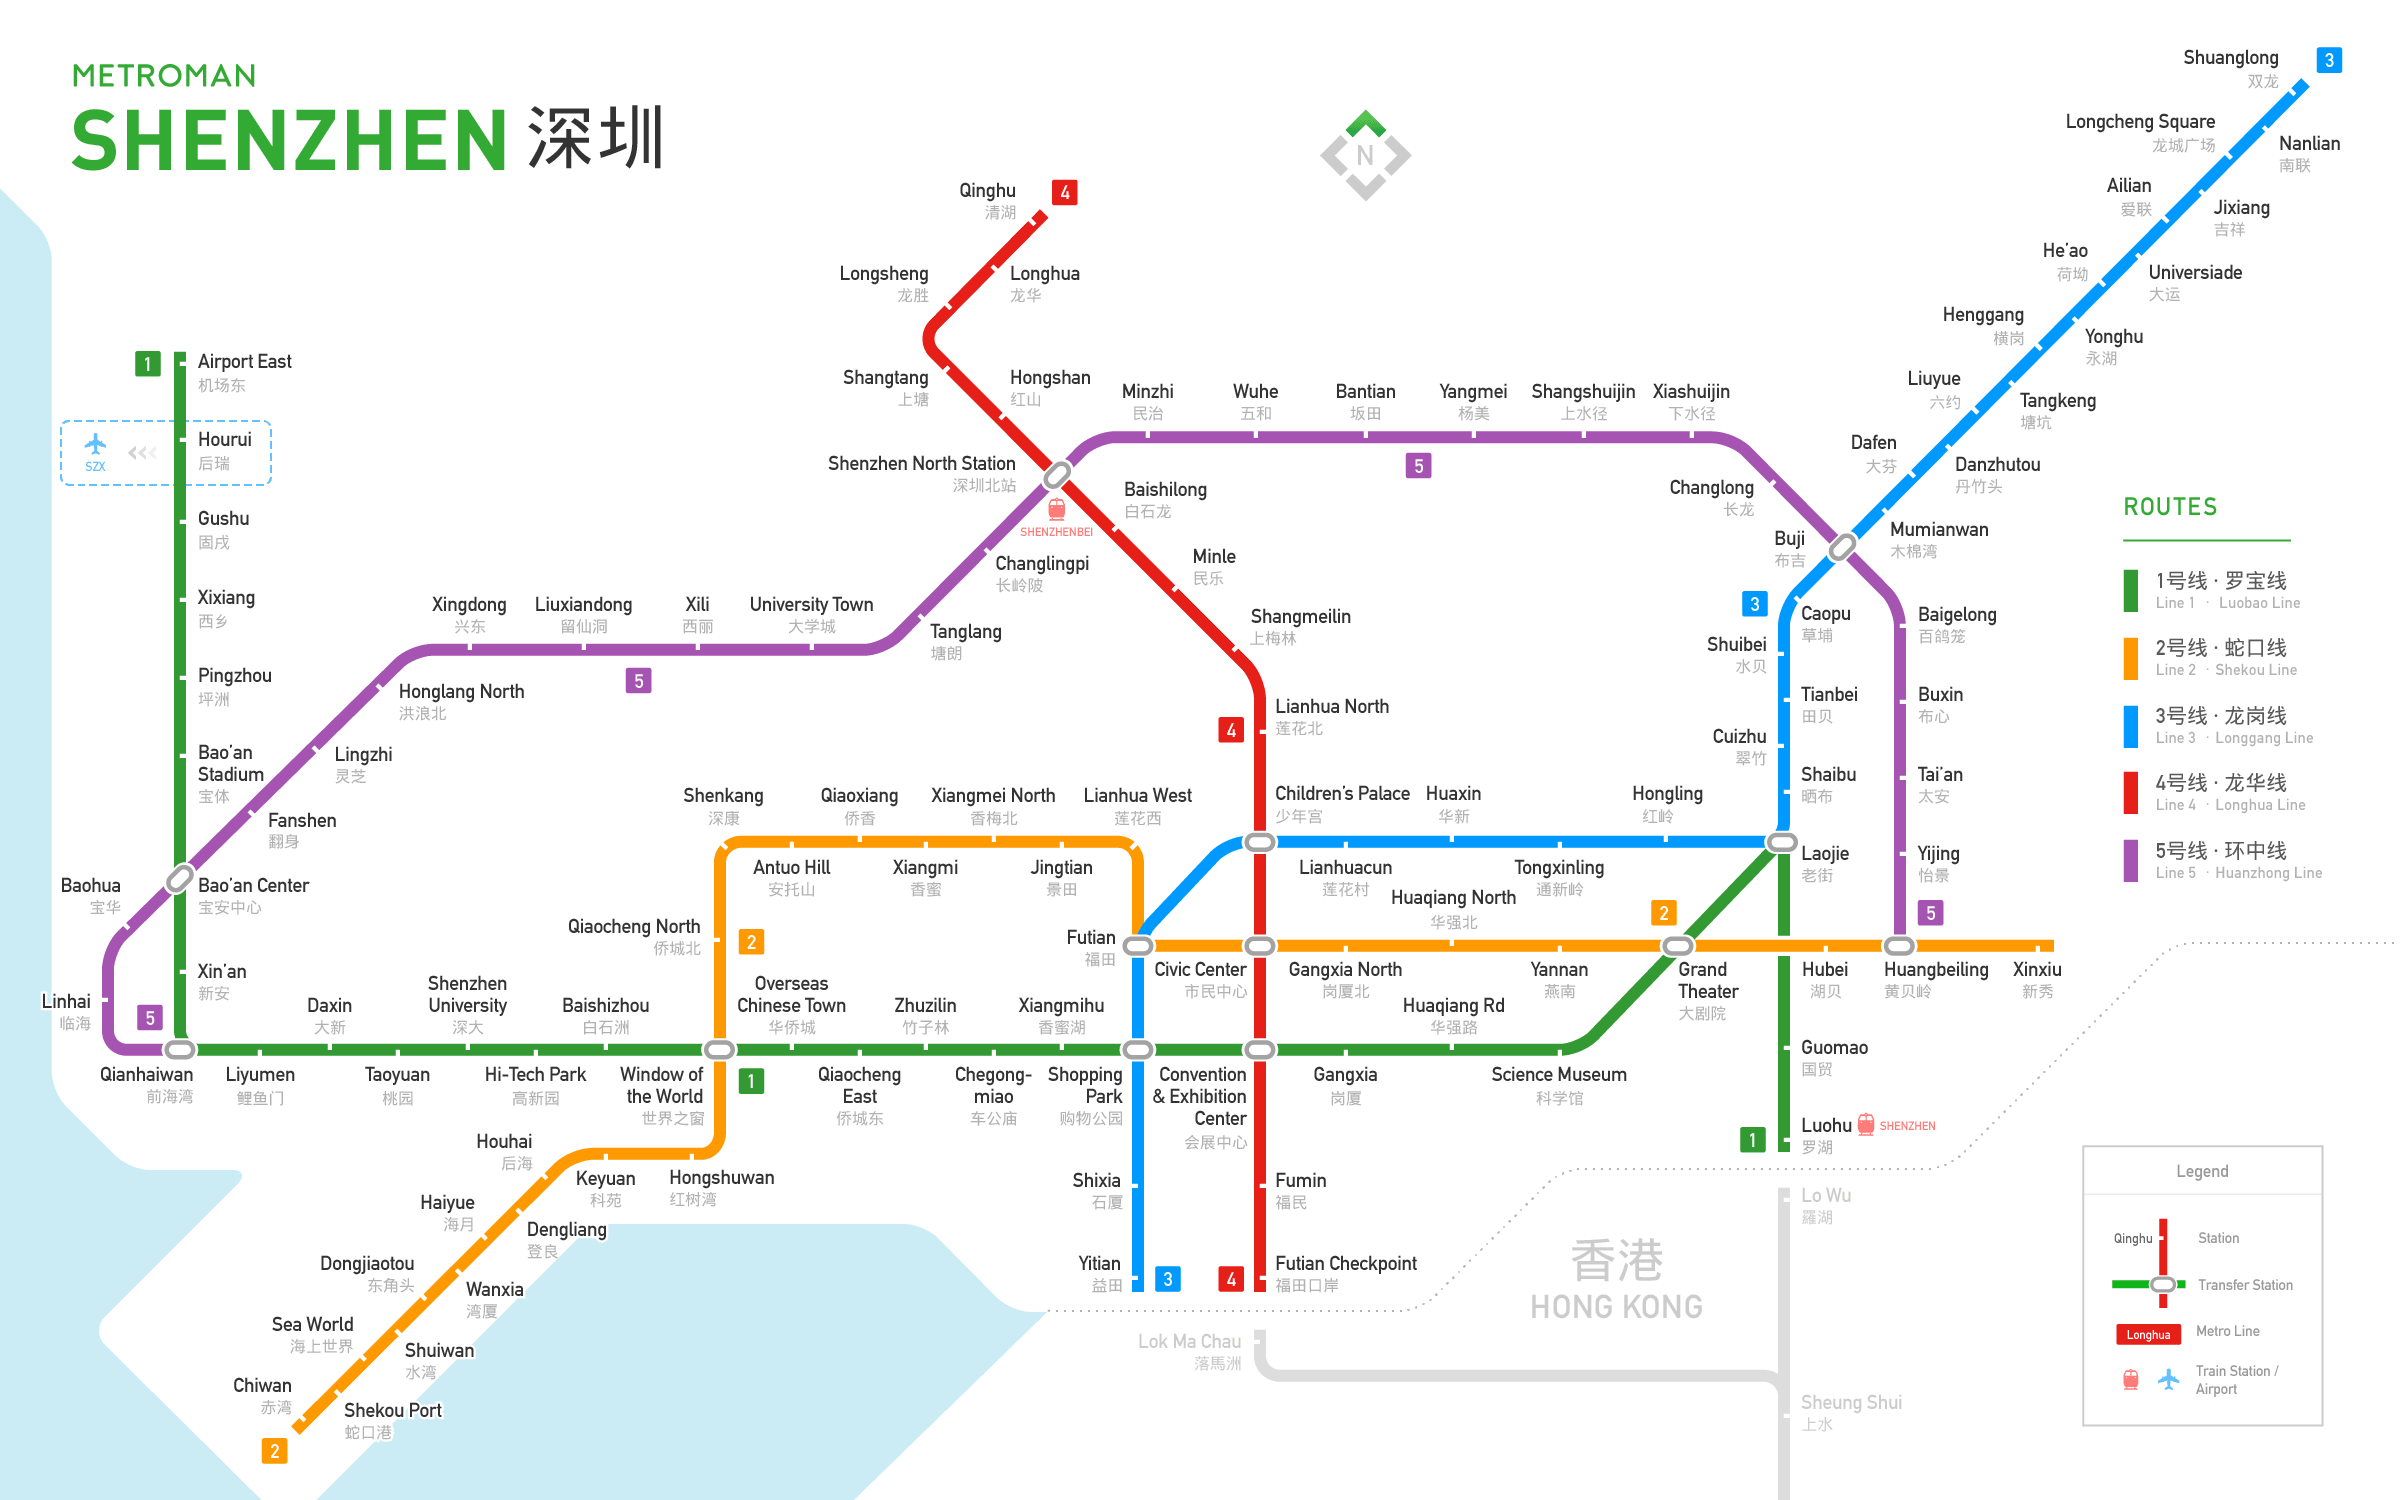 METROMAN
SHENZHEN 深圳
N
3
Shuanglong
双龙
Longcheng Square
龙城广场
Nanlian
南联
Ailian
爱联
Jixiang
吉祥
He’ao
荷坳
Universiade
大运
Henggang
横岗
Yonghu
永湖
Liuyue
六约
Tangkeng
塘坑
Dafen
大芬
Danzhutou
丹竹头
Mumianwan
木棉湾
Buji
布吉
4
Qinghu
清湖
Longsheng
龙胜
Longhua
龙华
Shangtang
上塘
Hongshan
红山
Shenzhen North Station
深圳北站
SHENZHENBEI
Minzhi
民治
Wuhe
五和
Bantian
坂田
Yangmei
杨美
Shangshuijin
上水径
Xiashuijin
下水径
5
Changlong
长龙
Baishilong
白石龙
Minle
民乐
Shangmeilin
上梅林
Changlingpi
长岭陂
Tanglang
塘朗
1
Airport East
机场东
SZX
Hourui
后瑞
Gushu
固戍
Xixiang
西乡
Pingzhou
坪洲
Bao’an
Stadium
宝体
Xingdong
兴东
Liuxiandong
留仙洞
Xili
西丽
University Town
大学城
5
Honglang North
洪浪北
Lingzhi
灵芝
Fanshen
翻身
Baohua
宝华
Bao’an Center
宝安中心
Xin’an
新安
Linhai
临海
5
3
Caopu
草埔
Shuibei
水贝
Tianbei
田贝
Cuizhu
翠竹
Shaibu
晒布
Laojie
老街
Baigelong
百鸽笼
Buxin
布心
Tai’an
太安
Yijing
怡景
5
4
Lianhua North
莲花北
Children’s Palace
少年宫
Huaxin
华新
Hongling
红岭
Lianhuacun
莲花村
Tongxinling
通新岭
Huaqiang North
华强北
2
Shenkang
深康
Qiaoxiang
侨香
Xiangmei North
香梅北
Lianhua West
莲花西
Antuo Hill
安托山
Xiangmi
香蜜
Jingtian
景田
Qiaocheng North
侨城北
2
Futian
福田
Civic Center
市民中心
Gangxia North
岗厦北
Yannan
燕南
Grand
Theater
大剧院
Hubei
湖贝
Huangbeiling
黄贝岭
Xinxiu
新秀
Daxin
大新
Shenzhen
University
深大
Baishizhou
白石洲
Overseas
Chinese Town
华侨城
Zhuzilin
竹子林
Xiangmihu
香蜜湖
Huaqiang Rd
华强路
Qianhaiwan
前海湾
Liyumen
鲤鱼门
Taoyuan
桃园
Hi-Tech Park
高新园
Window of
the World
世界之窗
1
Qiaocheng
East
侨城东
Chegong-
miao
车公庙
Shopping
Park
购物公园
Convention
& Exhibition
Center
会展中心
Gangxia
岗厦
Science Museum
科学馆
Guomao
国贸
1
Luohu
罗湖
SHENZHEN
Houhai
后海
Keyuan
科苑
Hongshuwan
红树湾
Haiyue
海月
Dengliang
登良
Dongjiaotou
东角头
Wanxia
湾厦
Sea World
海上世界
Shuiwan
水湾
Chiwan
赤湾
Shekou Port
蛇口港
2
Shixia
石厦
Yitian
益田
3
Fumin
福民
4
Futian Checkpoint
福田口岸
香港
HONG KONG
Lo Wu
羅湖
Lok Ma Chau
落馬洲
Sheung Shui
上水
ROUTES
1号线 · 罗宝线
Line 1 · Luobao Line
2号线 · 蛇口线
Line 2 · Shekou Line
3号线 · 龙岗线
Line 3 · Longgang Line
4号线 · 龙华线
Line 4 · Longhua Line
5号线 · 环中线
Line 5 · Huanzhong Line
Legend
Qinghu
Station
Transfer Station
Longhua
Metro Line
Train Station /
Airport